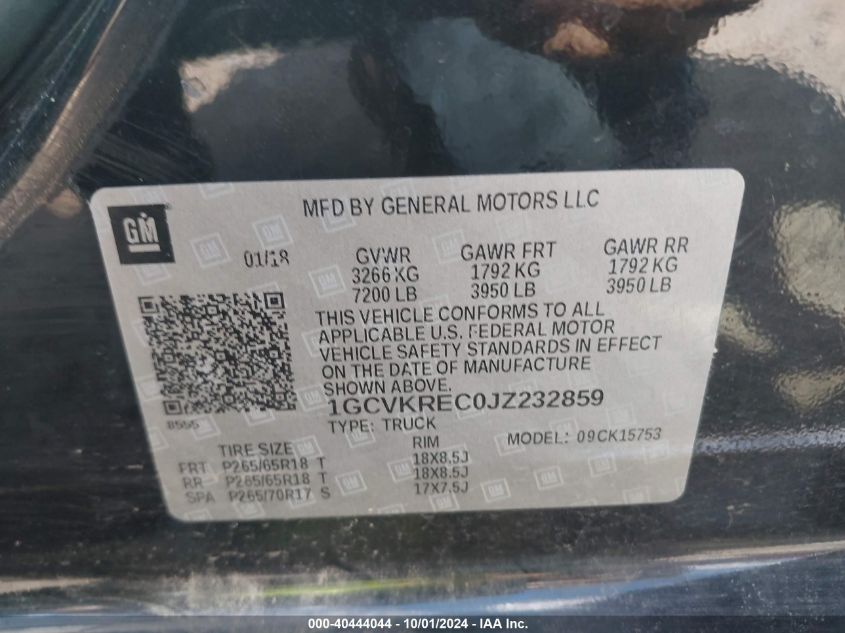 GM
MFD BY GENERAL MOTORS LLC
01/18 GVWR GAWR FRT GAWR RR
3266 KG 1792 KG 1792 KG
7200 LB 3950 LB 3950 LB
THIS VEHICLE CONFORMS TO ALL
APPLICABLE U.S. FEDERAL MOTOR
VEHICLE SAFETY STANDARDS IN EFFECT
ON THE DATE OF MANUFACTURE
SHOWN ABOVE.
1GCVKREC0JZ232859
8555
TYPE: TRUCK MODEL: 09CK15753
TIRE SIZE RIM
FRT P265/65R18 T 18X8.5J
RR P265/65R18 T 18X8.5J
SPA P265/70R17 S 17X7.5J
000-40444044 - 10/01/2024 - IAA Inc.